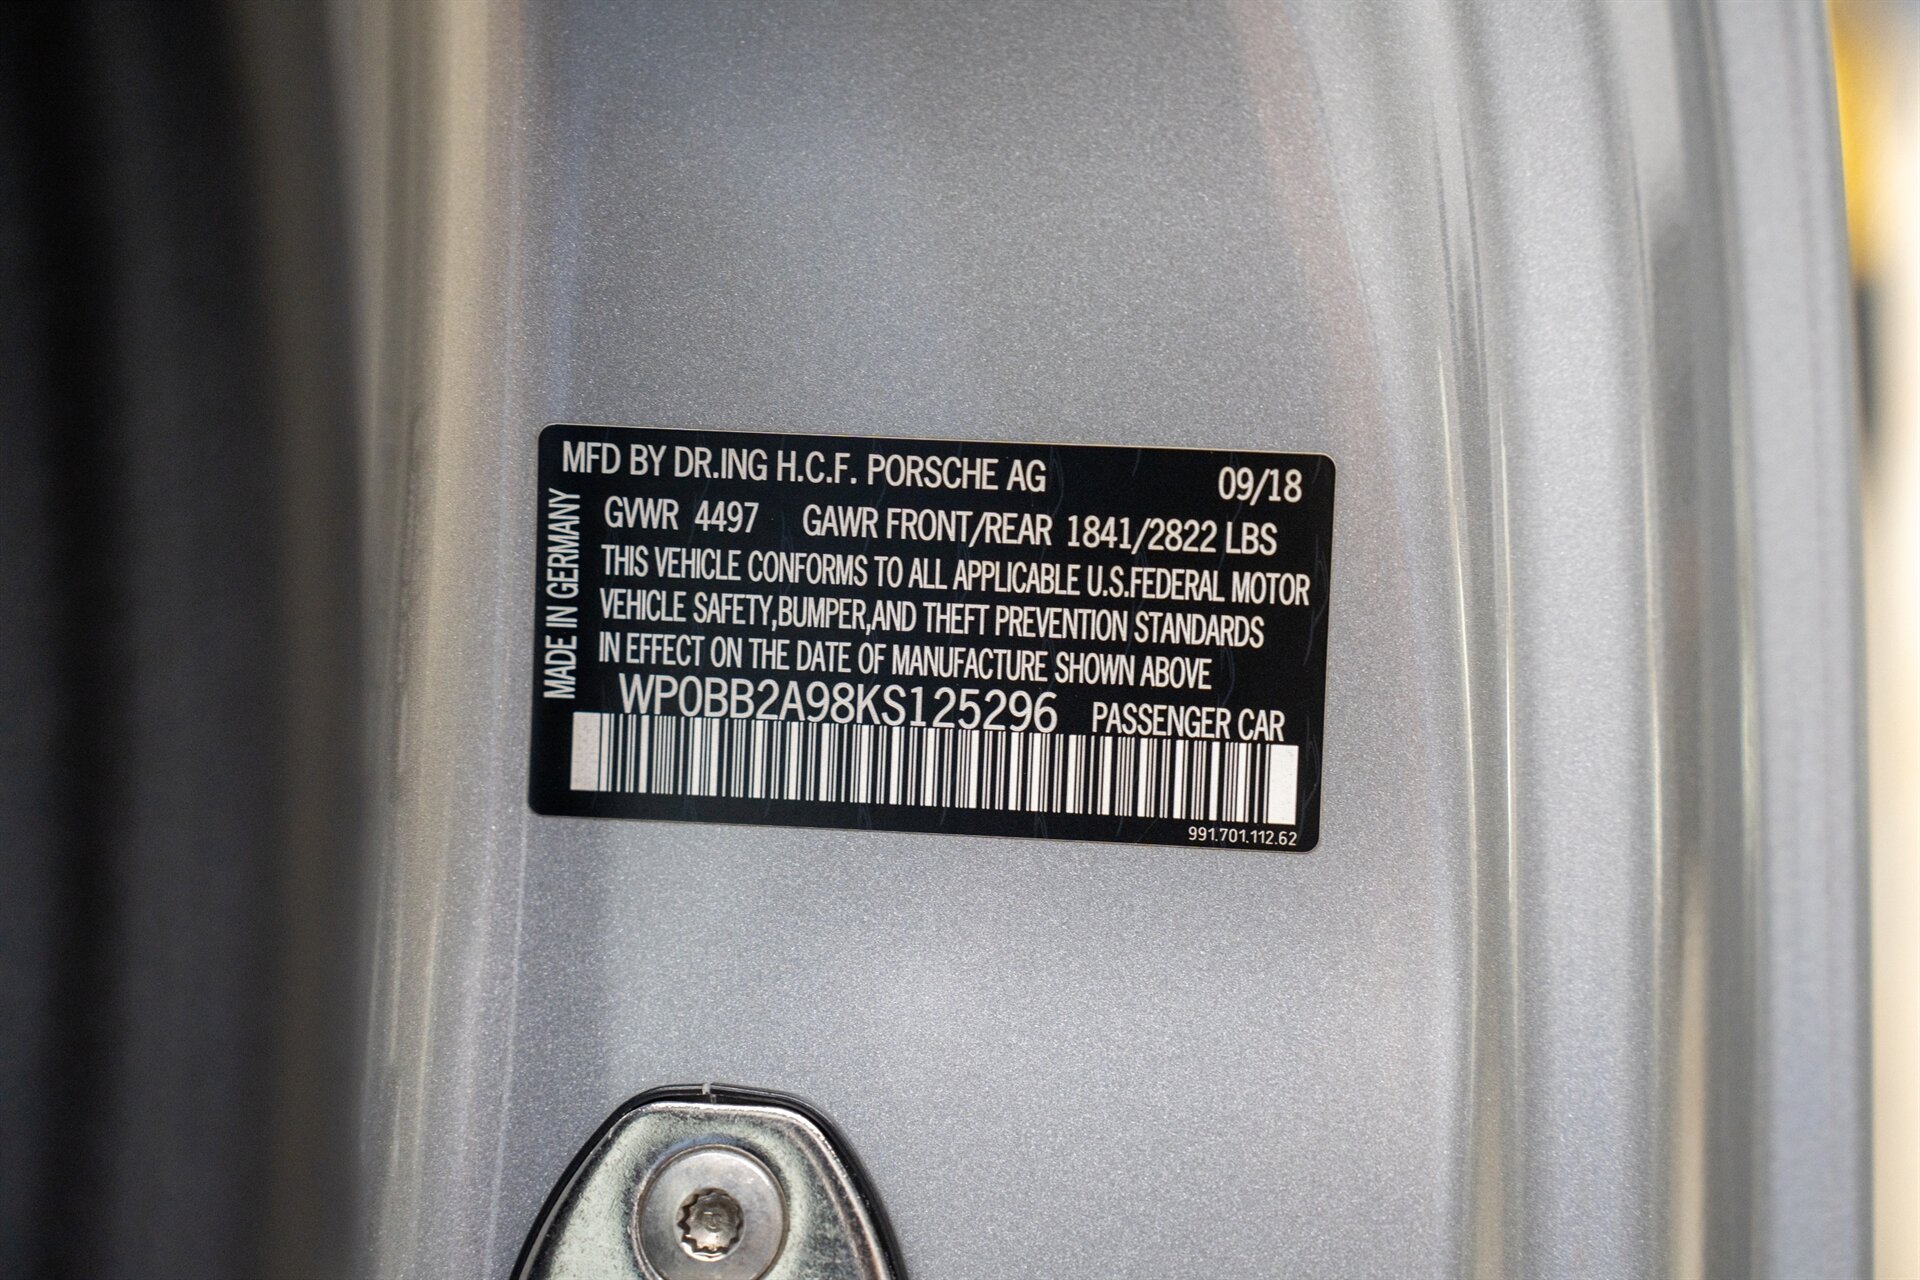 MFD BY DR.ING H.C.F. PORSCHE AG 09/18
GVWR 4497 GAWR FRONT/REAR 1841/2822 LBS
THIS VEHICLE CONFORMS TO ALL APPLICABLE U.S.FEDERAL MOTOR
VEHICLE SAFETY,BUMPER,AND THEFT PREVENTION STANDARDS
IN EFFECT ON THE DATE OF MANUFACTURE SHOWN ABOVE
WP0BB2A98KS125296 PASSENGER CAR
991.701.112.62
MADE IN GERMANY